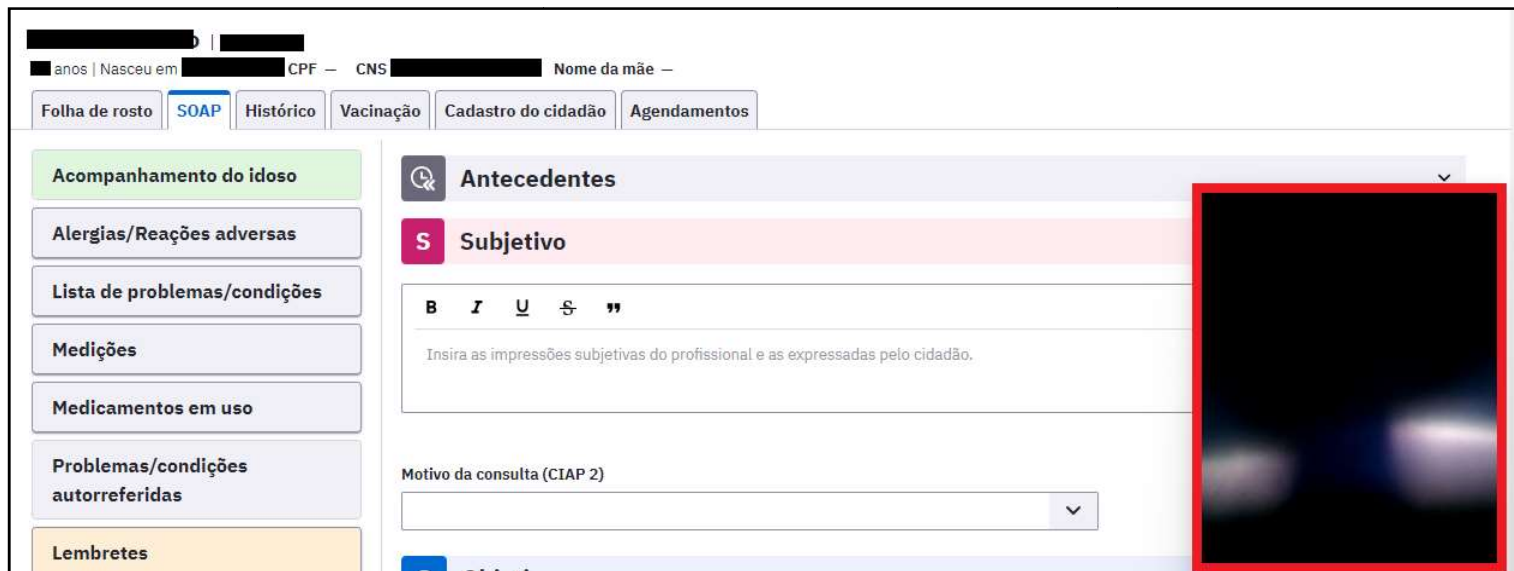 | 
anos | Nasceu em CPF — CNS Nome da mãe —
Folha de rosto SOAP Histórico Vacinação Cadastro do cidadão Agendamentos
Acompanhamento do idoso
Alergias/Reações adversas
Lista de problemas/condições
Medições
Medicamentos em uso
Problemas/condições
autorreferidas
Lembretes
Antecedentes
S Subjetivo
B I U S "
Insira as impressões subjetivas do profissional e as expressadas pelo cidadão.
Motivo da consulta (CIAP 2)